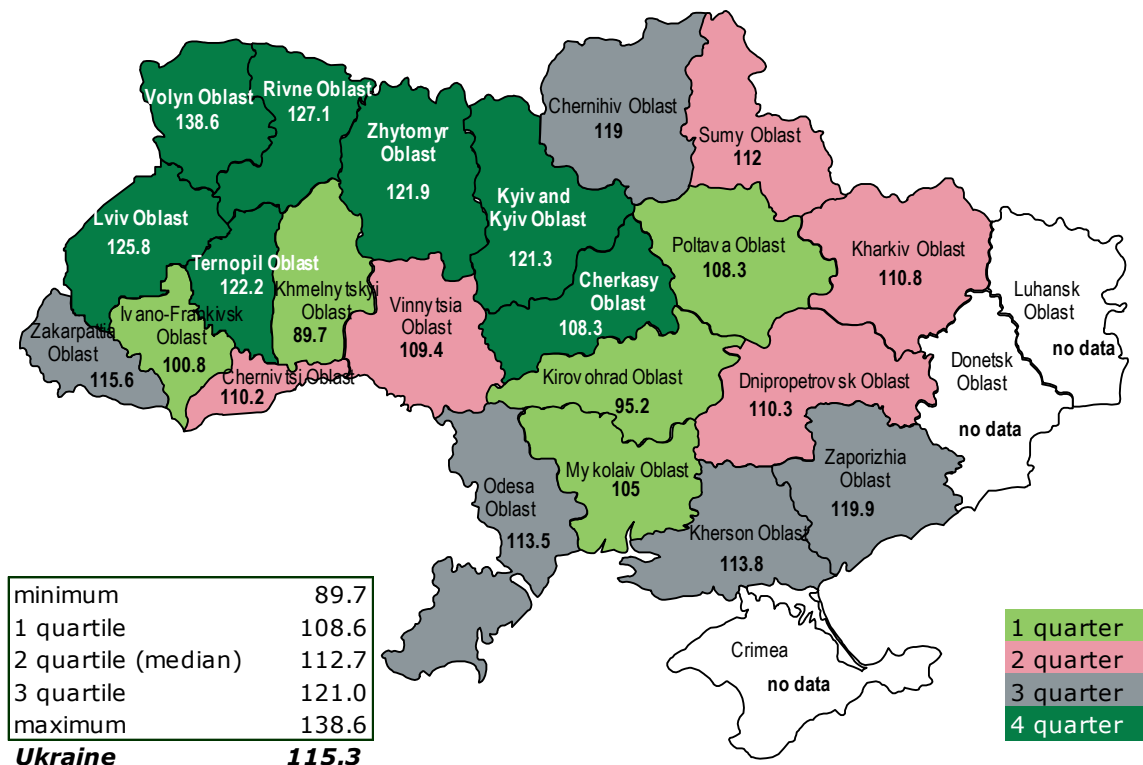 Volyn Oblast
138.6
Rivne Oblast
127.1
Zhytomyr
Oblast
121.9
Chernihiv Oblast
119
Sumy Oblast
112
Kyiv and
Kyiv Oblast
121.3
Lviv Oblast
125.8
Ternopil Oblast
122.2
Khmelnytskyi
Oblast
89.7
Poltava Oblast
108.3
Kharkiv Oblast
110.8
Luhansk
Oblast
no data
Cherkasy
Oblast
108.3
Vinnytsia
Oblast
109.4
Ivano-Frankivsk
Oblast
100.8
Zakarpattia
Oblast
115.6
Chernivtsi Oblast
110.2
Kirovohrad Oblast
95.2
Dnipropetrovsk Oblast
110.3
Donetsk
Oblast
no data
Mykolaiv Oblast
105
Odesa
Oblast
113.5
Zaporizhia
Oblast
119.9
Kherson Oblast
113.8
Crimea
no data
minimum 89.7
1 quartile 108.6
2 quartile (median) 112.7
3 quartile 121.0
maximum 138.6
Ukraine 115.3
1 quarter
2 quarter
3 quarter
4 quarter